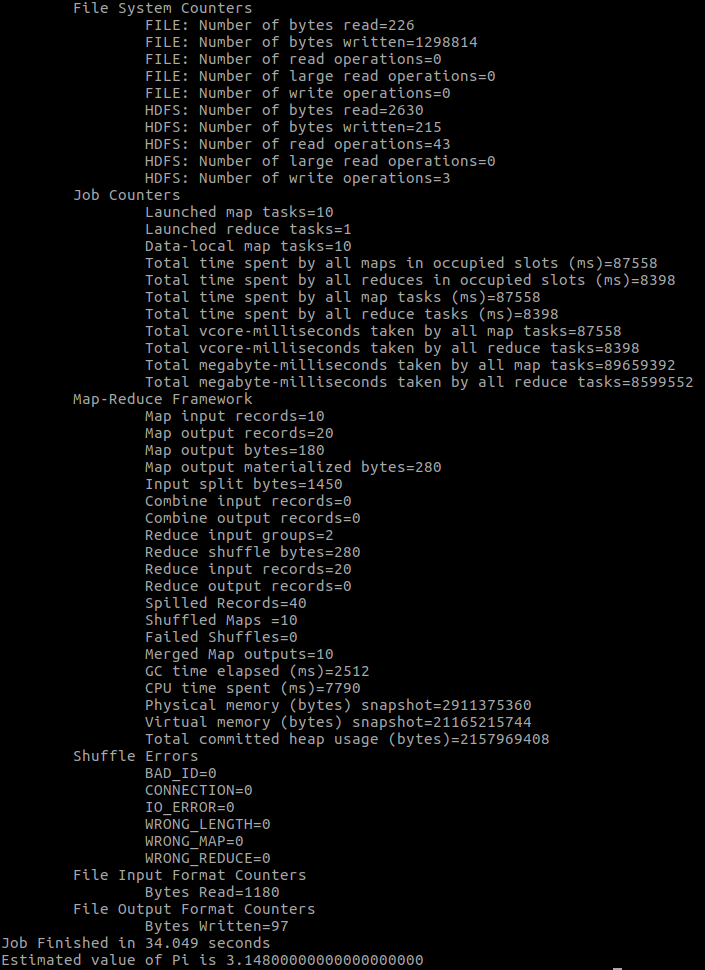 File System Counters
FILE: Number of bytes read=226
FILE: Number of bytes written=1298814
FILE: Number of read operations=0
FILE: Number of large read operations=0
FILE: Number of write operations=0
HDFS: Number of bytes read=2630
HDFS: Number of bytes written=215
HDFS: Number of read operations=43
HDFS: Number of large read operations=0
HDFS: Number of write operations=3
Job Counters
Launched map tasks=10
Launched reduce tasks=1
Data-local map tasks=10
Total time spent by all maps in occupied slots (ms)=87558
Total time spent by all reduces in occupied slots (ms)=8398
Total time spent by all map tasks (ms)=87558
Total time spent by all reduce tasks (ms)=8398
Total vcore-milliseconds taken by all map tasks=87558
Total vcore-milliseconds taken by all reduce tasks=8398
Total megabyte-milliseconds taken by all map tasks=89659392
Total megabyte-milliseconds taken by all reduce tasks=8599552
Map-Reduce Framework
Map input records=10
Map output records=20
Map output bytes=180
Map output materialized bytes=280
Input split bytes=1450
Combine input records=0
Combine output records=0
Reduce input groups=2
Reduce shuffle bytes=280
Reduce input records=20
Reduce output records=0
Spilled Records=40
Shuffled Maps =10
Failed Shuffles=0
Merged Map outputs=10
GC time elapsed (ms)=2512
CPU time spent (ms)=7790
Physical memory (bytes) snapshot=2911375360
Virtual memory (bytes) snapshot=21165215744
Total committed heap usage (bytes)=2157969408
Shuffle Errors
BAD_ID=0
CONNECTION=0
IO_ERROR=0
WRONG_LENGTH=0
WRONG_MAP=0
WRONG_REDUCE=0
File Input Format Counters
Bytes Read=1180
File Output Format Counters
Bytes Written=97
Job Finished in 34.049 seconds
Estimated value of Pi is 3.14800000000000000000